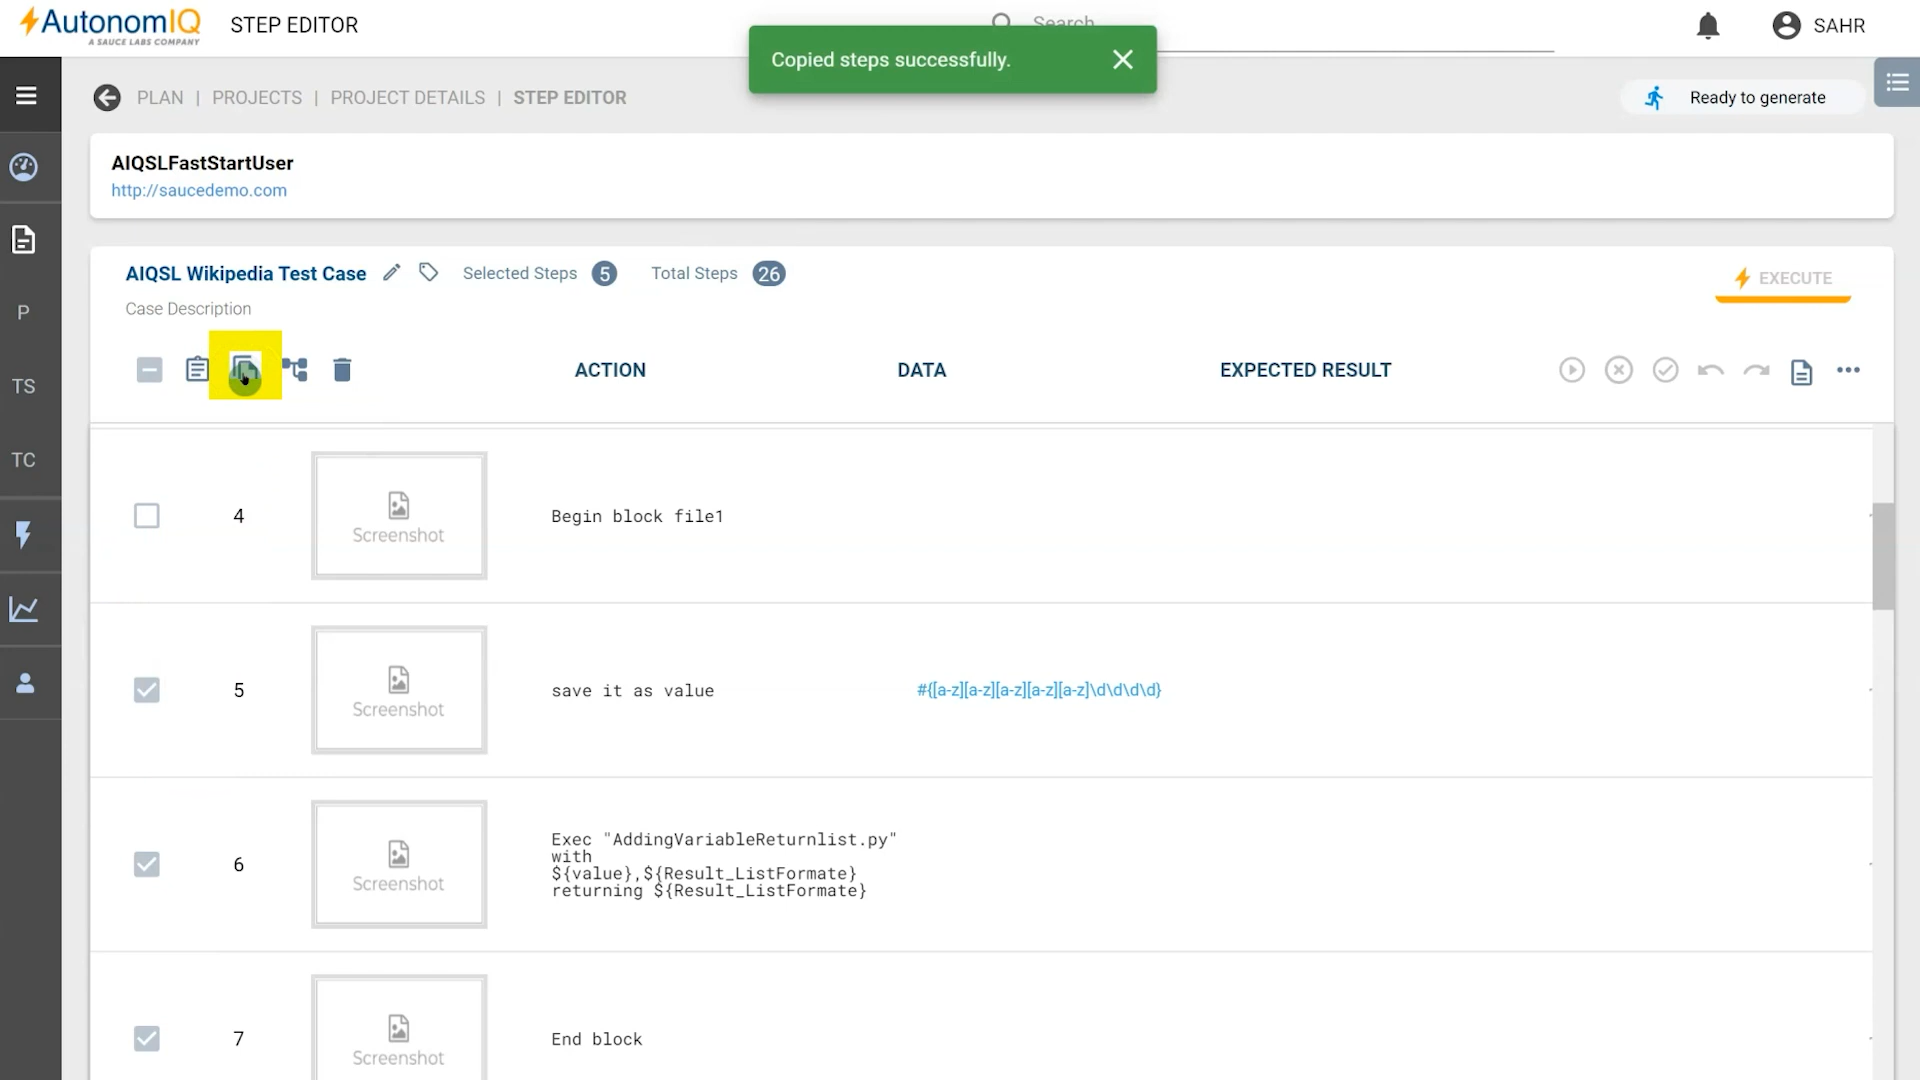 AutonomIQ
A SAUCE LABS COMPANY
STEP EDITOR
Search
SAHR
Copied steps successfully.
PLAN | PROJECTS | PROJECT DETAILS | STEP EDITOR
Ready to generate
AIQSLFastStartUser
http://saucedemo.com
AIQSL Wikipedia Test Case
Selected Steps 5
Total Steps 26
EXECUTE
Case Description
ACTION
DATA
EXPECTED RESULT
P
TS
TC
4
Screenshot
Begin block file1
5
Screenshot
save it as value
#{[a-z][a-z][a-z][a-z][a-z]\d\d\d\d}
6
Screenshot
Exec "AddingVariableReturnlist.py"
with
${value},${Result_ListFormate}
returning ${Result_ListFormate}
7
Screenshot
End block